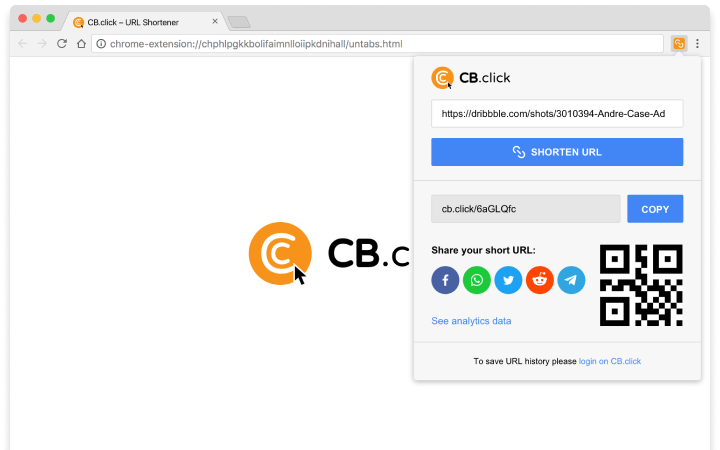 CB.click – URL Shortener
chrome-extension://chphlpgkkbolifaimnlloiipkdnihall/untabs.html
CB.click
https://dribbble.com/shots/3010394-Andre-Case-Ad
SHORTEN URL
cb.click/6aGLQfc
COPY
CB.c
Share your short URL:
See analytics data
To save URL history please login on CB.click